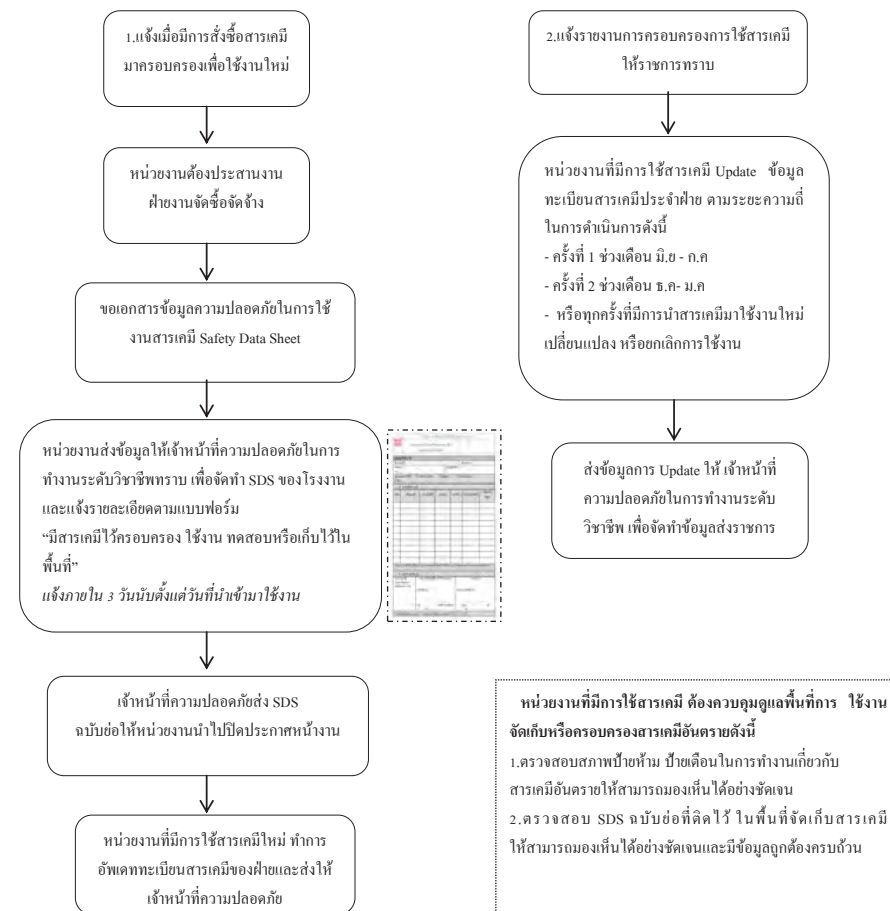 1.แจ้งเมื่อมีการสั่งซื้อสารเคมี
มาครอบครองเพื่อใช้งานใหม่
หน่วยงานต้องประสานงาน
ฝ่ายงานจัดซื้อจัดจ้าง
ขอเอกสารข้อมูลความปลอดภัยในการใช้
งานสารเคมี Safety Data Sheet
หน่วยงานส่งข้อมูลให้เจ้าหน้าที่ความปลอดภัยในการ
ทำงานระดับวิชาชีพทราบ เพื่อจัดทำ SDS ของโรงงาน
และแจ้งรายละเอียดตามแบบฟอร์ม
“มีสารเคมีไว้ครอบครอง ใช้งาน ทดสอบหรือเก็บไว้ใน
พื้นที่”
แจ้งภายใน 3 วันนับตั้งแต่วันที่นำเข้ามาใช้งาน
เจ้าหน้าที่ความปลอดภัยส่ง SDS
ฉบับย่อให้หน่วยงานนำไปปิดประกาศหน้างาน
หน่วยงานที่มีการใช้สารเคมีใหม่ ทำการ
อัพเดททะเบียนสารเคมีของฝ่ายและส่งให้
เจ้าหน้าที่ความปลอดภัย
2.แจ้งรายงานการครอบครองการใช้สารเคมี
ให้ราชการทราบ
หน่วยงานที่มีการใช้สารเคมี Update ข้อมูล
ทะเบียนสารเคมีประจำฝ่าย ตามระยะความถี่
ในการดำเนินการดังนี้
- ครั้งที่ 1 ช่วงเดือน มิ.ย - ก.ค
- ครั้งที่ 2 ช่วงเดือน ธ.ค- ม.ค
- หรือทุกครั้งที่มีการนำสารเคมีมาใช้งานใหม่
เปลี่ยนแปลง หรือยกเลิกการใช้งาน
ส่งข้อมูลการ Update ให้ เจ้าหน้าที่
ความปลอดภัยในการทำงานระดับ
วิชาชีพ เพื่อจัดทำข้อมูลส่งราชการ
หน่วยงานที่มีการใช้สารเคมี ต้องควบคุมดูแลพื้นที่การ ใช้งาน
จัดเก็บหรือครอบครองสารเคมีอันตรายดังนี้
1.ตรวจสอบสภาพป้ายห้าม ป้ายเตือนในการทำงานเกี่ยวกับ
สารเคมีอันตรายให้สามารถมองเห็นได้อย่างชัดเจน
2.ตรวจสอบ SDS ฉบับย่อที่ติดไว้ ในพื้นที่จัดเก็บสารเคมี
ให้สามารถมองเห็นได้อย่างชัดเจนและมีข้อมูลถูกต้องครบถ้วน